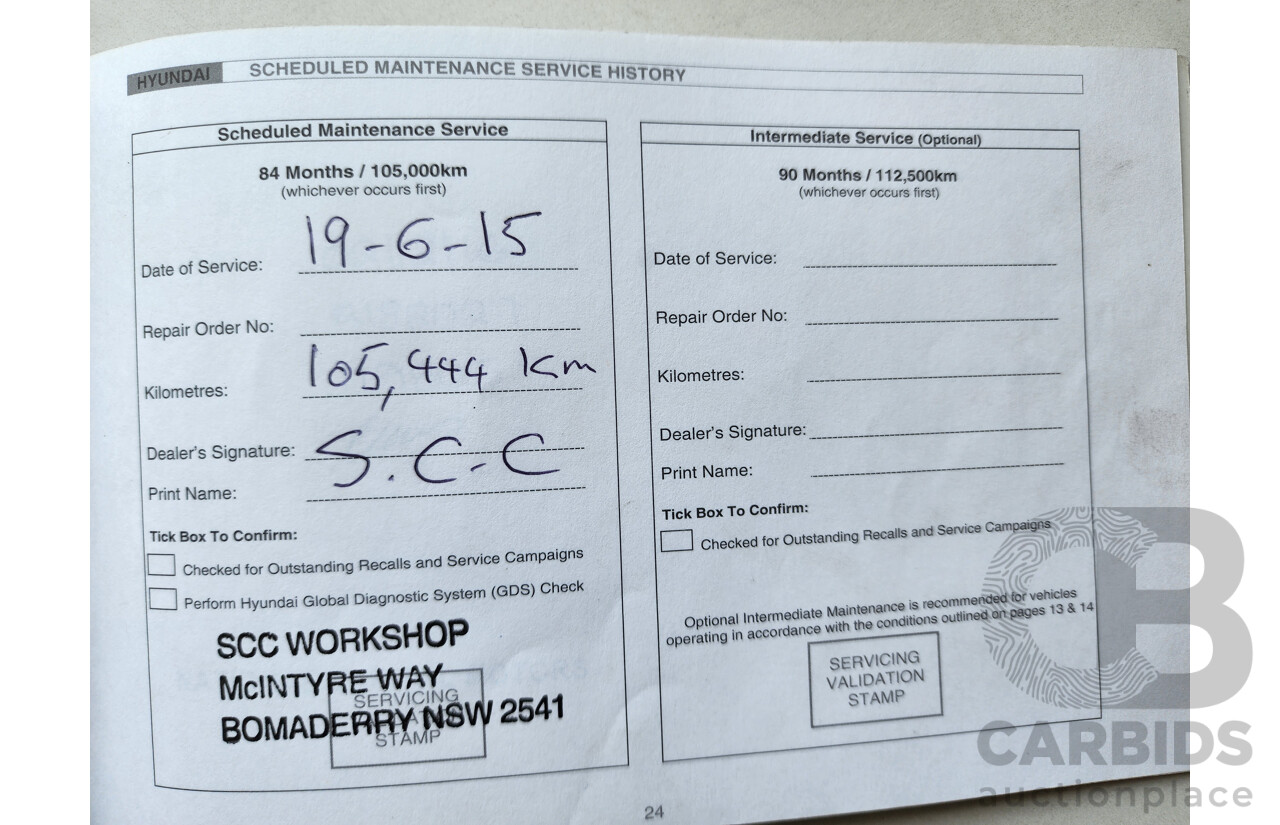 HYUNDAI SCHEDULED MAINTENANCE SERVICE HISTORY
Scheduled Maintenance Service
84 Months / 105,000km
(whichever occurs first)
Date of Service: 19-6-15
Repair Order No:
Kilometres: 105,444 Km
Dealer's Signature: S.C-C
Print Name:
Tick Box To Confirm:
Checked for Outstanding Recalls and Service Campaigns
Perform Hyundai Global Diagnostic System (GDS) Check
SCC WORKSHOP
McINTYRE WAY
SERVICING
BOMADERRY NSW 2541
STAMP
Intermediate Service (Optional)
90 Months / 112,500km
(whichever occurs first)
Date of Service:
Repair Order No:
Kilometres:
Dealer's Signature:
Print Name:
Tick Box To Confirm:
Checked for Outstanding Recalls and Service Campaigns
Optional Intermediate Maintenance is recommended for vehicles
operating in accordance with the conditions outlined on pages 13 & 14
SERVICING
VALIDATION
STAMP
24
CB
CARBIDS
auctionplace